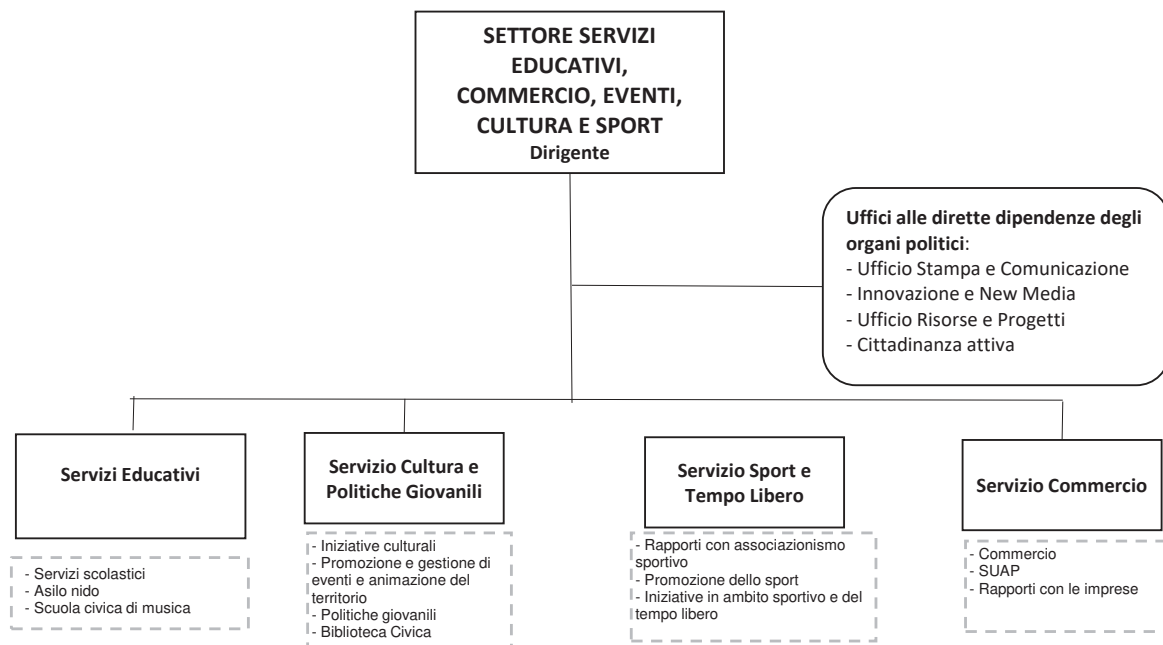 SETTORE SERVIZI
EDUCATIVI,
COMMERCIO, EVENTI,
CULTURA E SPORT
Dirigente
Uffici alle dirette dipendenze degli
organi politici:
- Ufficio Stampa e Comunicazione
- Innovazione e New Media
- Ufficio Risorse e Progetti
- Cittadinanza attiva
Servizi Educativi
- Servizi scolastici
- Asilo nido
- Scuola civica di musica
Servizio Cultura e
Politiche Giovanili
- Iniziative culturali
- Promozione e gestione di
eventi e animazione del
territorio
- Politiche giovanili
- Biblioteca Civica
Servizio Sport e
Tempo Libero
- Rapporti con associazionismo
sportivo
- Promozione dello sport
- Iniziative in ambito sportivo e del
tempo libero
Servizio Commercio
- Commercio
- SUAP
- Rapporti con le imprese